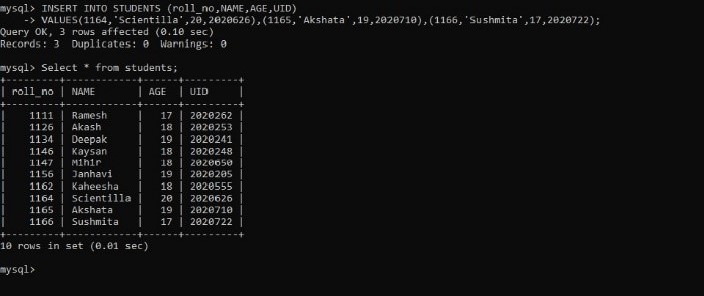 mysql> INSERT INTO STUDENTS (roll_no,NAME,AGE,UID)
    -> VALUES(1164,'Scientilla',20,2020626),(1165,'Akshata',19,2020710),(1166,'Sushmita',17,2020722);
Query OK, 3 rows affected (0.10 sec)
Records: 3  Duplicates: 0  Warnings: 0

mysql> Select * from students;
+---------+------------+------+---------+
| roll_no | NAME       | AGE  | UID     |
+---------+------------+------+---------+
|    1111 | Ramesh     |   17 | 2020262 |
|    1126 | Akash      |   18 | 2020253 |
|    1134 | Deepak     |   19 | 2020241 |
|    1146 | Kaysan     |   18 | 2020248 |
|    1147 | Mihir      |   18 | 2020650 |
|    1156 | Janhavi    |   19 | 2020205 |
|    1162 | Kaheesha   |   18 | 2020555 |
|    1164 | Scientilla |   20 | 2020626 |
|    1165 | Akshata    |   19 | 2020710 |
|    1166 | Sushmita   |   17 | 2020722 |
+---------+------------+------+---------+
10 rows in set (0.01 sec)

mysql>